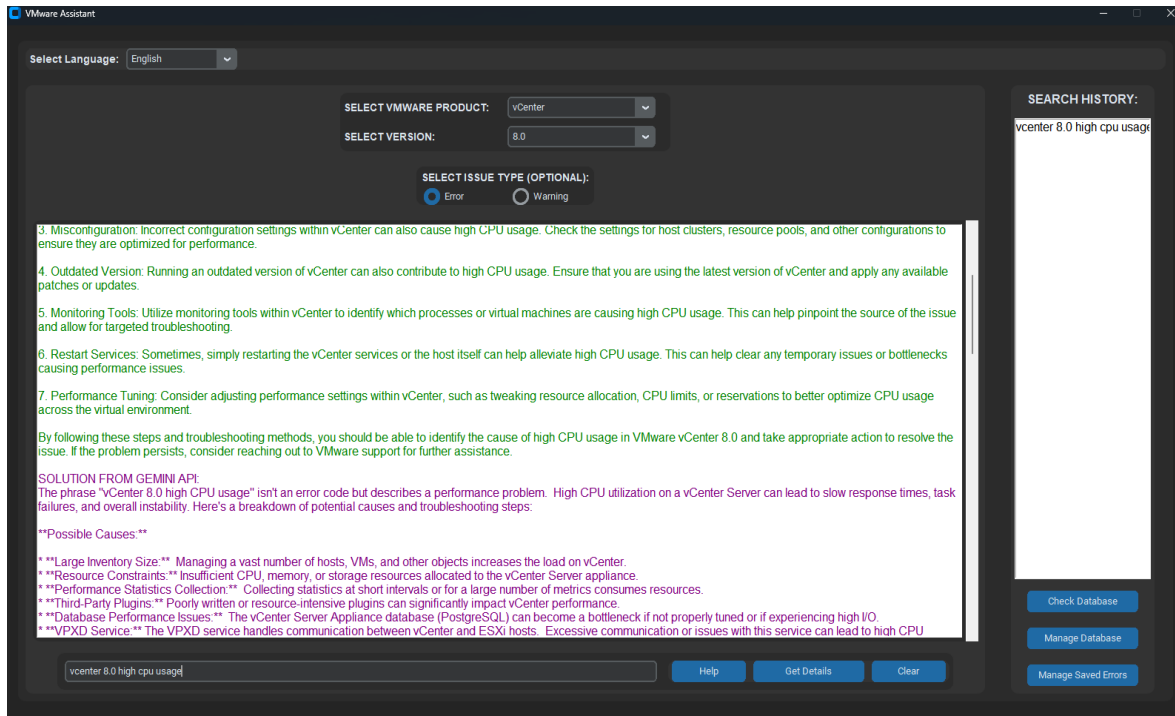 VMware Assistant
Select Language: English
SELECT VMWARE PRODUCT: vCenter
SELECT VERSION: 8.0
SELECT ISSUE TYPE (OPTIONAL):
Error Warning
3. Misconfiguration: Incorrect configuration settings within vCenter can also cause high CPU usage. Check the settings for host clusters, resource pools, and other configurations to
ensure they are optimized for performance.
4. Outdated Version: Running an outdated version of vCenter can also contribute to high CPU usage. Ensure that you are using the latest version of vCenter and apply any available
patches or updates.
5. Monitoring Tools: Utilize monitoring tools within vCenter to identify which processes or virtual machines are causing high CPU usage. This can help pinpoint the source of the issue
and allow for targeted troubleshooting.
6. Restart Services: Sometimes, simply restarting the vCenter services or the host itself can help alleviate high CPU usage. This can help clear any temporary issues or bottlenecks
causing performance issues.
7. Performance Tuning: Consider adjusting performance settings within vCenter, such as tweaking resource allocation, CPU limits, or reservations to better optimize CPU usage
across the virtual environment.
By following these steps and troubleshooting methods, you should be able to identify the cause of high CPU usage in VMware vCenter 8.0 and take appropriate action to resolve the
issue. If the problem persists, consider reaching out to VMware support for further assistance.
SOLUTION FROM GEMINI API:
The phrase "vCenter 8.0 high CPU usage" isn't an error code but describes a performance problem.  High CPU utilization on a vCenter Server can lead to slow response times, task
failures, and overall instability. Here's a breakdown of potential causes and troubleshooting steps:
**Possible Causes:**
* **Large Inventory Size:**  Managing a vast number of hosts, VMs, and other objects increases the load on vCenter.
* **Resource Constraints:** Insufficient CPU, memory, or storage resources allocated to the vCenter Server appliance.
* **Performance Statistics Collection:**  Collecting statistics at short intervals or for a large number of metrics consumes resources.
* **Third-Party Plugins:** Poorly written or resource-intensive plugins can significantly impact vCenter performance.
* **Database Performance Issues:**  The vCenter Server Appliance database (PostgreSQL) can become a bottleneck if not properly tuned or if experiencing high I/O.
* **VPXD Service:** The VPXD service handles communication between vCenter and ESXi hosts.  Excessive communication or issues with this service can lead to high CPU
vcenter 8.0 high cpu usage
Help Get Details Clear
SEARCH HISTORY:
vcenter 8.0 high cpu usage
Check Database
Manage Database
Manage Saved Errors